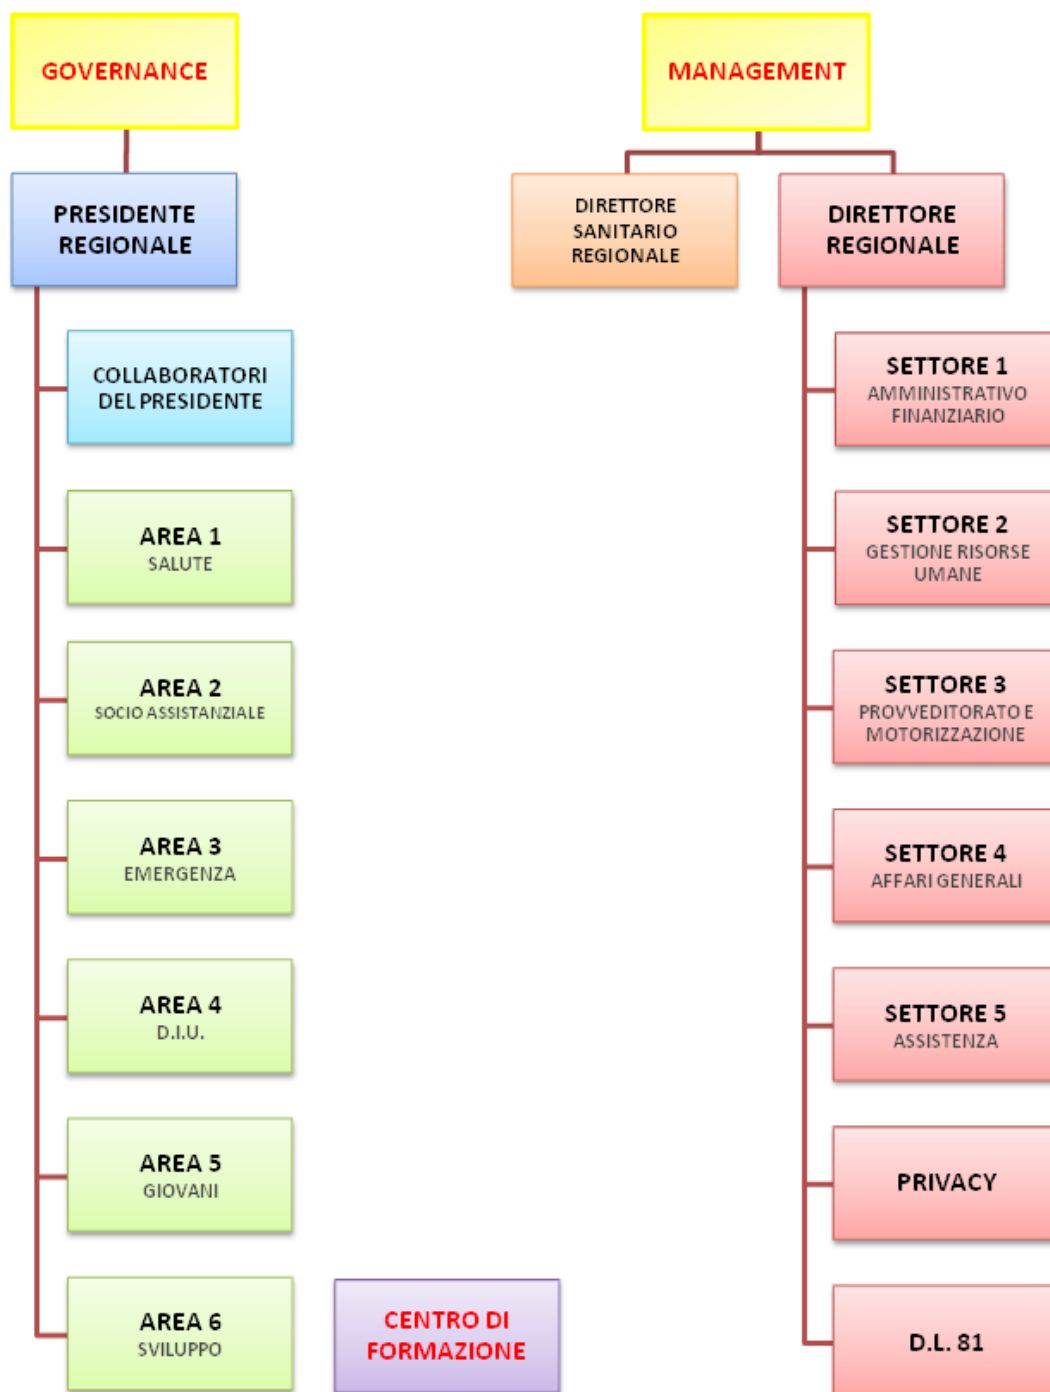 GOVERNANCE
PRESIDENTE
REGIONALE
COLLABORATORI
DEL PRESIDENTE
AREA 1
SALUTE
AREA 2
SOCIO ASSISTANZIALE
AREA 3
EMERGENZA
AREA 4
D.I.U.
AREA 5
GIOVANI
AREA 6
SVILUPPO
CENTRO DI
FORMAZIONE
MANAGEMENT
DIRETTORE
SANITARIO
REGIONALE
DIRETTORE
REGIONALE
SETTORE 1
AMMINISTRATIVO
FINANZIARIO
SETTORE 2
GESTIONE RISORSE
UMANE
SETTORE 3
PROVVEDITORATO E
MOTORIZZAZIONE
SETTORE 4
AFFARI GENERALI
SETTORE 5
ASSISTENZA
PRIVACY
D.L. 81